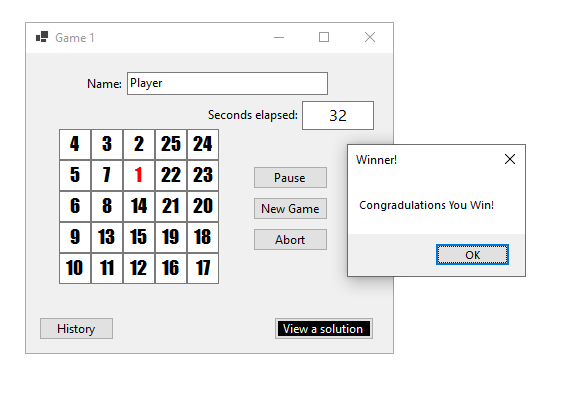 Game 1
Name: Player
Seconds elapsed: 32
4 3 2 25 24
5 7 1 22 23
6 8 14 21 20
9 13 15 19 18
10 11 12 16 17
Pause
New Game
Abort
History
View a solution
Winner!
Congradulations You Win!
OK